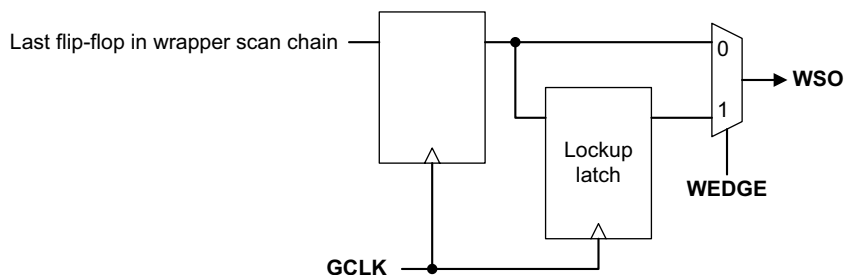 Last flip-flop in wrapper scan chain
0
WSO
1
Lockup
latch
WEDGE
GCLK